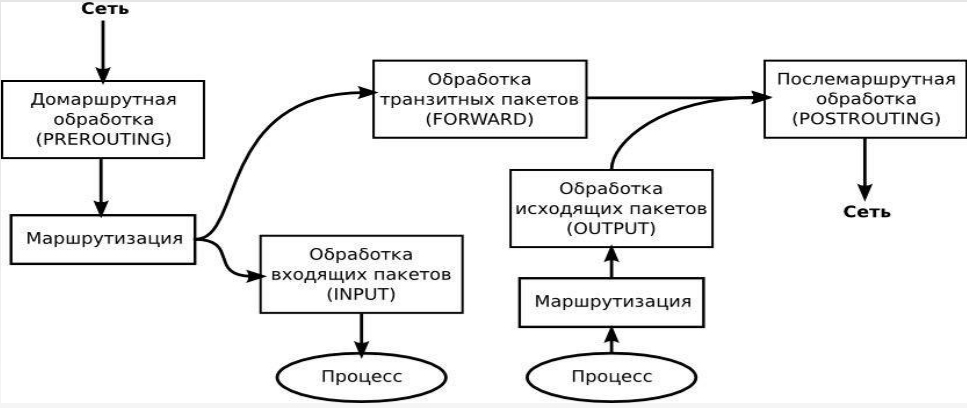 Сеть
Домаршрутная
обработка
(PREROUTING)
Маршрутизация
Обработка
транзитных пакетов
(FORWARD)
Обработка
входящих пакетов
(INPUT)
Процесс
Обработка
исходящих пакетов
(OUTPUT)
Маршрутизация
Процесс
Послемаршрутная
обработка
(POSTROUTING)
Сеть